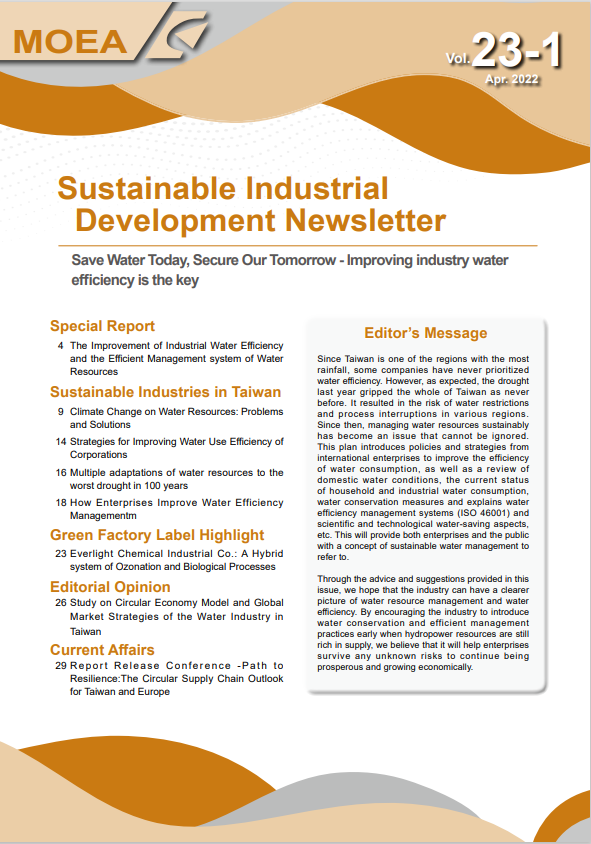 MOEA
Vol.23-1
Apr. 2022
Sustainable Industrial
Development Newsletter
Save Water Today, Secure Our Tomorrow - Improving industry water
efficiency is the key
Special Report
4 The Improvement of Industrial Water Efficiency
and the Efficient Management system of Water
Resources
Sustainable Industries in Taiwan
9 Climate Change on Water Resources: Problems
and Solutions
14 Strategies for Improving Water Use Efficiency of
Corporations
16 Multiple adaptations of water resources to the
worst drought in 100 years
18 How Enterprises Improve Water Efficiency
Managementm
Green Factory Label Highlight
23 Everlight Chemical Industrial Co.: A Hybrid
system of Ozonation and Biological Processes
Editorial Opinion
26 Study on Circular Economy Model and Global
Market Strategies of the Water Industry in
Taiwan
Current Affairs
29 Report Release Conference -Path to
Resilience:The Circular Supply Chain Outlook
for Taiwan and Europe
Editor's Message
Since Taiwan is one of the regions with the most
rainfall, some companies have never prioritized
water efficiency. However, as expected, the drought
last year gripped the whole of Taiwan as never
before. It resulted in the risk of water restrictions
and process interruptions in various regions.
Since then, managing water resources sustainably
has become an issue that cannot be ignored.
This plan introduces policies and strategies from
international enterprises to improve the efficiency
of water consumption, as well as a review of
domestic water conditions, the current status
of household and industrial water consumption,
water conservation measures and explains water
efficiency management systems (ISO 46001) and
scientific and technological water-saving aspects,
etc. This will provide both enterprises and the public
with a concept of sustainable water management to
refer to.
Through the advice and suggestions provided in this
issue, we hope that the industry can have a clearer
picture of water resource management and water
efficiency. By encouraging the industry to introduce
water conservation and efficient management
practices early when hydropower resources are still
rich in supply, we believe that it will help enterprises
survive any unknown risks to continue being
prosperous and growing economically.